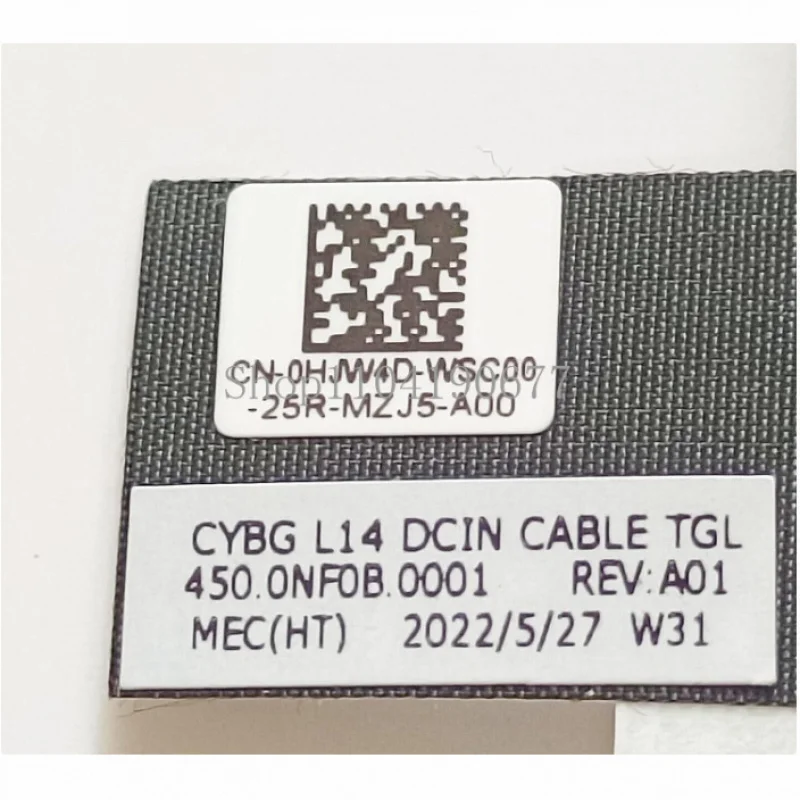 CN-0HJW4D-WSC00
Shop1104190677
-25R-MZJ5-A00
CYBG L14 DCIN CABLE TGL
450.0NF0B.0001 REV:A01
MEC(HT) 2022/5/27 W31